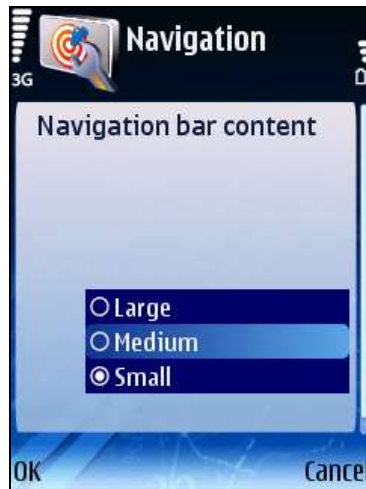 Navigation
3G
Navigation bar content
Large
Medium
Small
OK
Cance